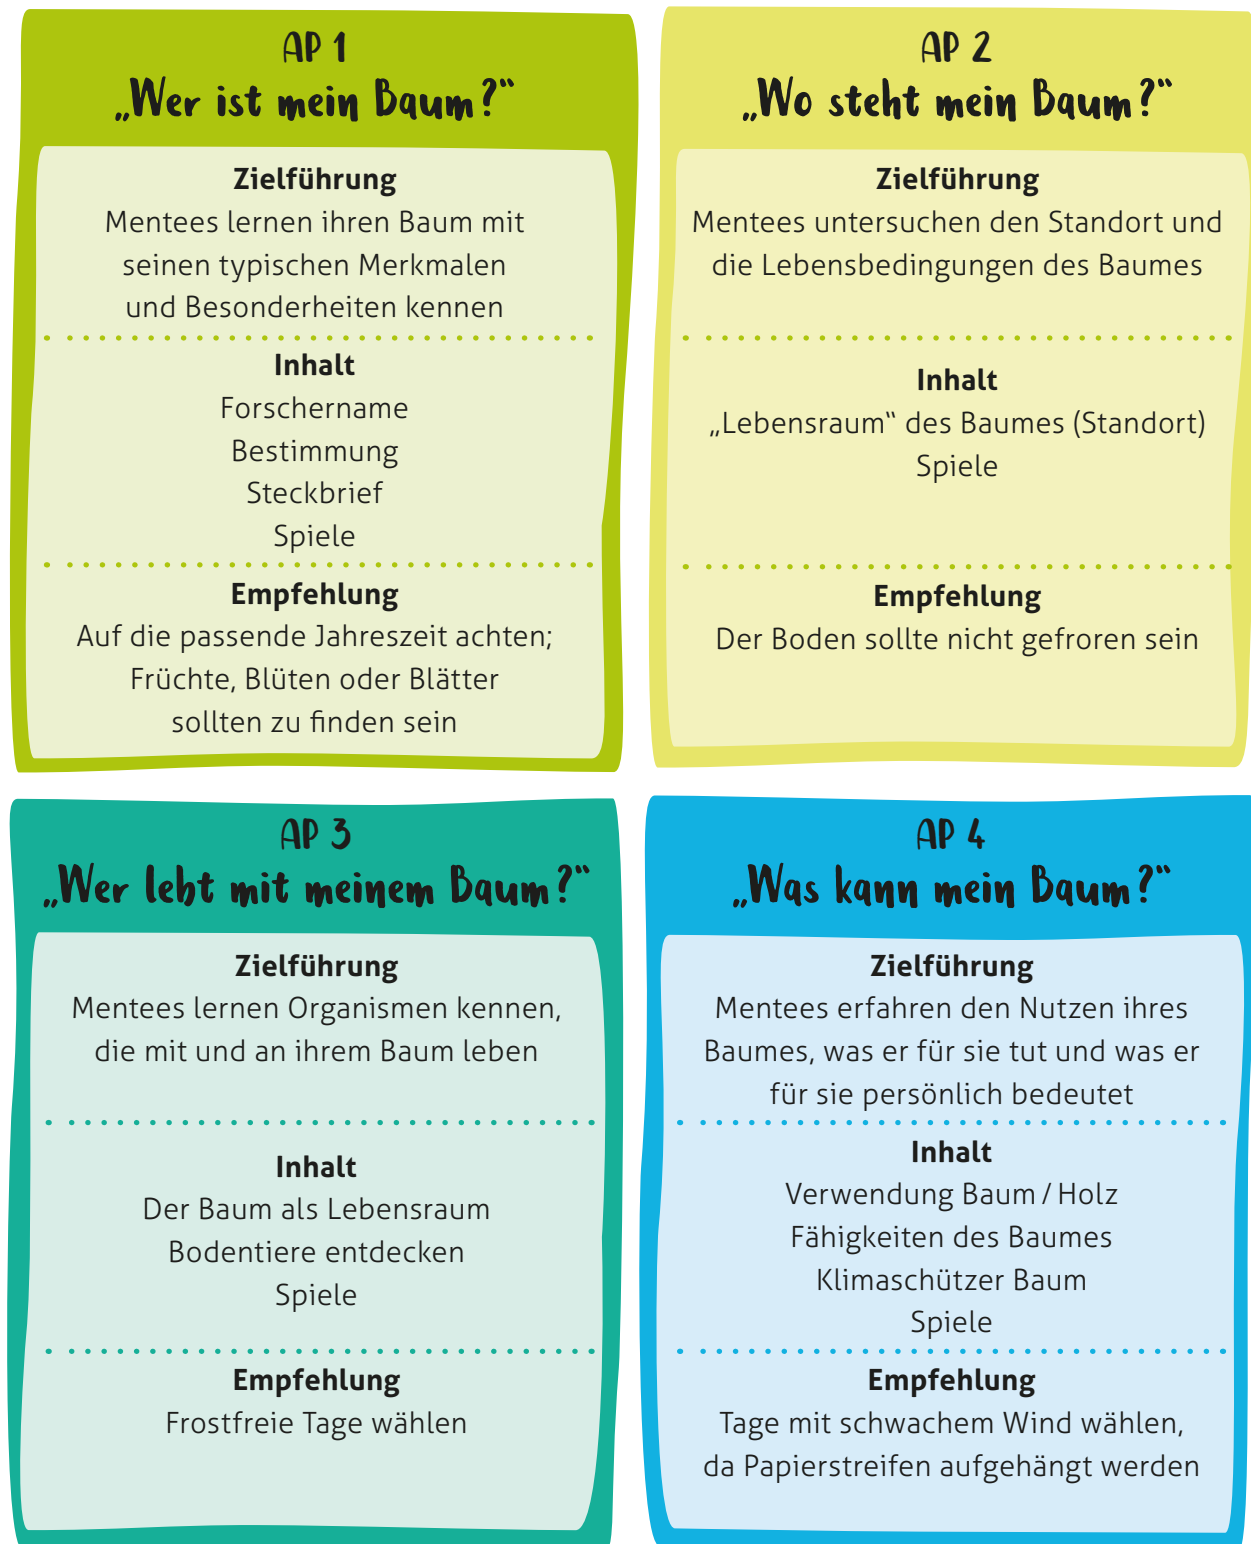 AP 1
„Wer ist mein Baum?“
Zielführung
Mentees lernen ihren Baum mit
seinen typischen Merkmalen
und Besonderheiten kennen
Inhalt
Forschername
Bestimmung
Steckbrief
Spiele
Empfehlung
Auf die passende Jahreszeit achten;
Früchte, Blüten oder Blätter
sollten zu finden sein
AP 2
„Wo steht mein Baum?“
Zielführung
Mentees untersuchen den Standort und
die Lebensbedingungen des Baumes
Inhalt
„Lebensraum“ des Baumes (Standort)
Spiele
Empfehlung
Der Boden sollte nicht gefroren sein
AP 3
„Wer lebt mit meinem Baum?“
Zielführung
Mentees lernen Organismen kennen,
die mit und an ihrem Baum leben
Inhalt
Der Baum als Lebensraum
Bodentiere entdecken
Spiele
Empfehlung
Frostfreie Tage wählen
AP 4
„Was kann mein Baum?“
Zielführung
Mentees erfahren den Nutzen ihres
Baumes, was er für sie tut und was er
für sie persönlich bedeutet
Inhalt
Verwendung Baum / Holz
Fähigkeiten des Baumes
Klimaschützer Baum
Spiele
Empfehlung
Tage mit schwachem Wind wählen,
da Papierstreifen aufgehängt werden